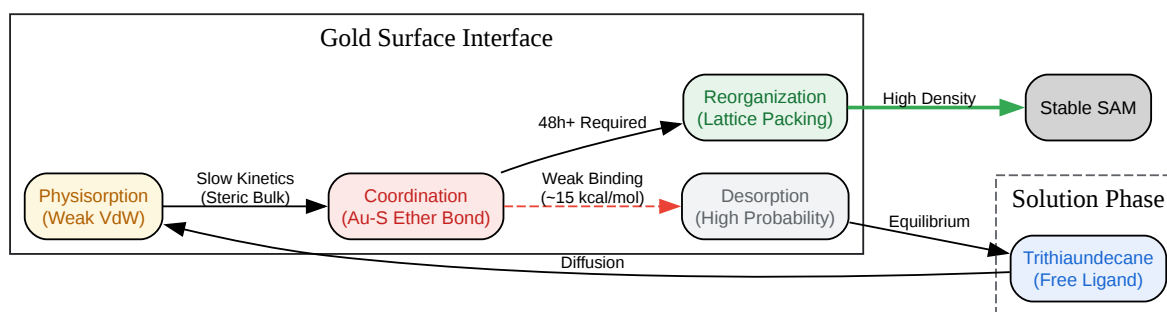 Gold Surface Interface
Reorganization
(Lattice Packing)
High Density
Stable SAM
48h+ Required
Physisorption
(Weak VdW)
Slow Kinetics
(Steric Bulk)
Coordination
(Au-S Ether Bond)
Weak Binding
(~15 kcal/mol)
Desorption
(High Probability)
Equilibrium
Solution Phase
Trithiaundecane
(Free Ligand)
Diffusion